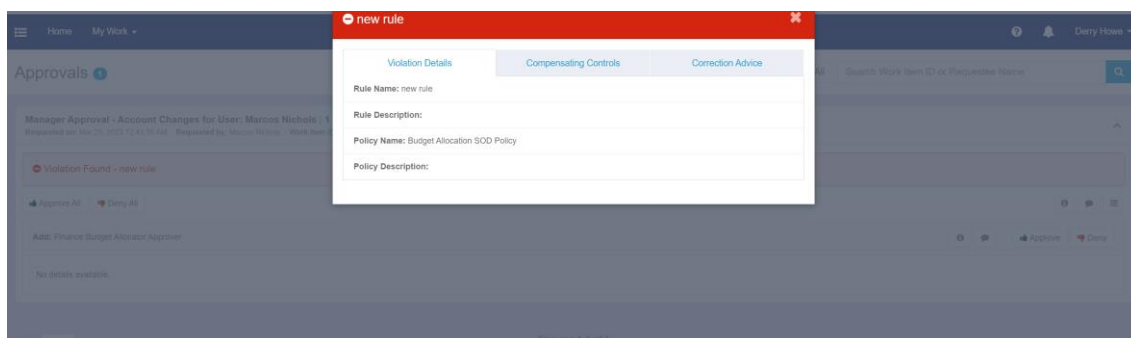 new rule
Home My Work
Derry Howe
Violation Details Compensating Controls Correction Advice
Approvals 1
All Search Work Item ID or Requestee Name
Rule Name: new rule
Rule Description:
Manager Approval - Account Changes for User: Marcus Nichols
Policy Name: Budget Allocation SOD Policy
Policy Description:
Violation Found - new rule
Approve All Deny All
Add: Finance Budget Allocator Approver
Approve Deny
No details available.